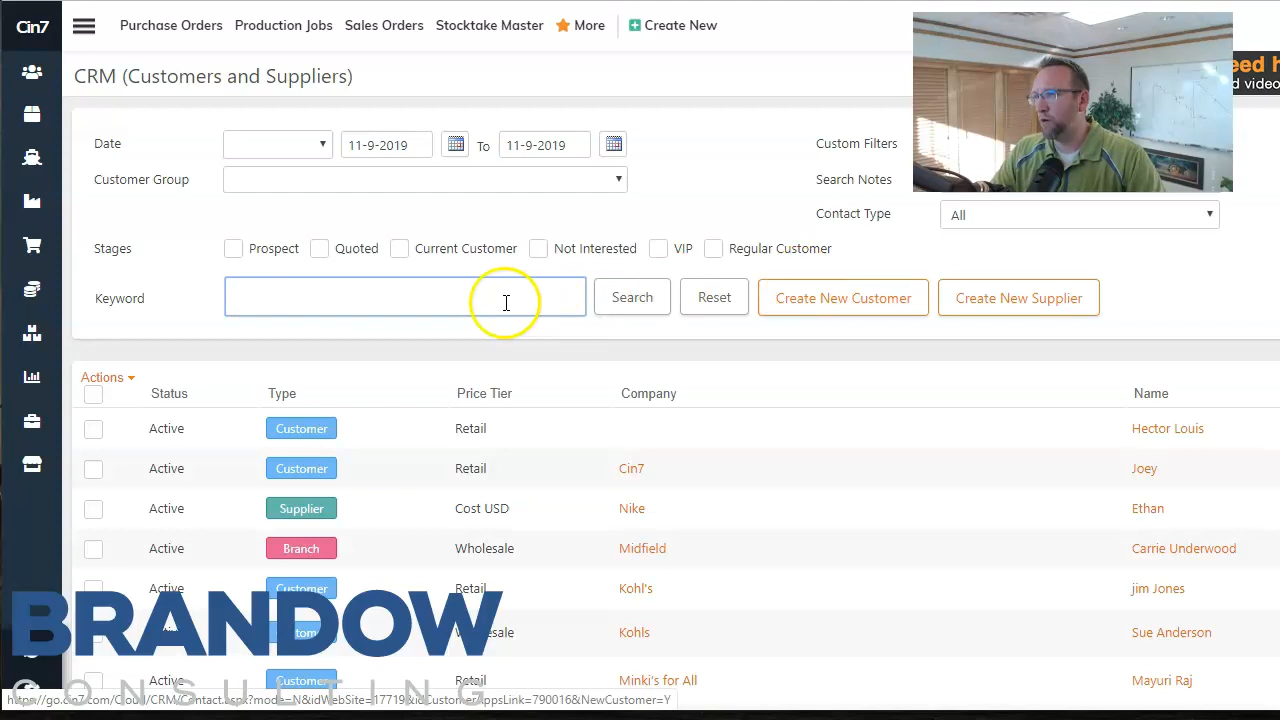 Cin7
Purchase Orders Production Jobs Sales Orders Stocktake Master More Create New
CRM (Customers and Suppliers)
eed h
d video
Date 11-9-2019 To 11-9-2019 Custom Filters
Customer Group Search Notes
Contact Type All
Stages Prospect Quoted Current Customer Not Interested VIP Regular Customer
Keyword Search Reset Create New Customer Create New Supplier
Actions
Status Type Price Tier Company Name
Active Customer Retail Hector Louis
Active Customer Retail Cin7 Joey
Active Supplier Cost USD Nike Ethan
Active Branch Wholesale Midfield Carrie Underwood
Active Customer Retail Kohl's jim Jones
Kohls Sue Anderson
Active Customer Retail Minki's for All Mayuri Raj
BRANDOW
CONSULTING